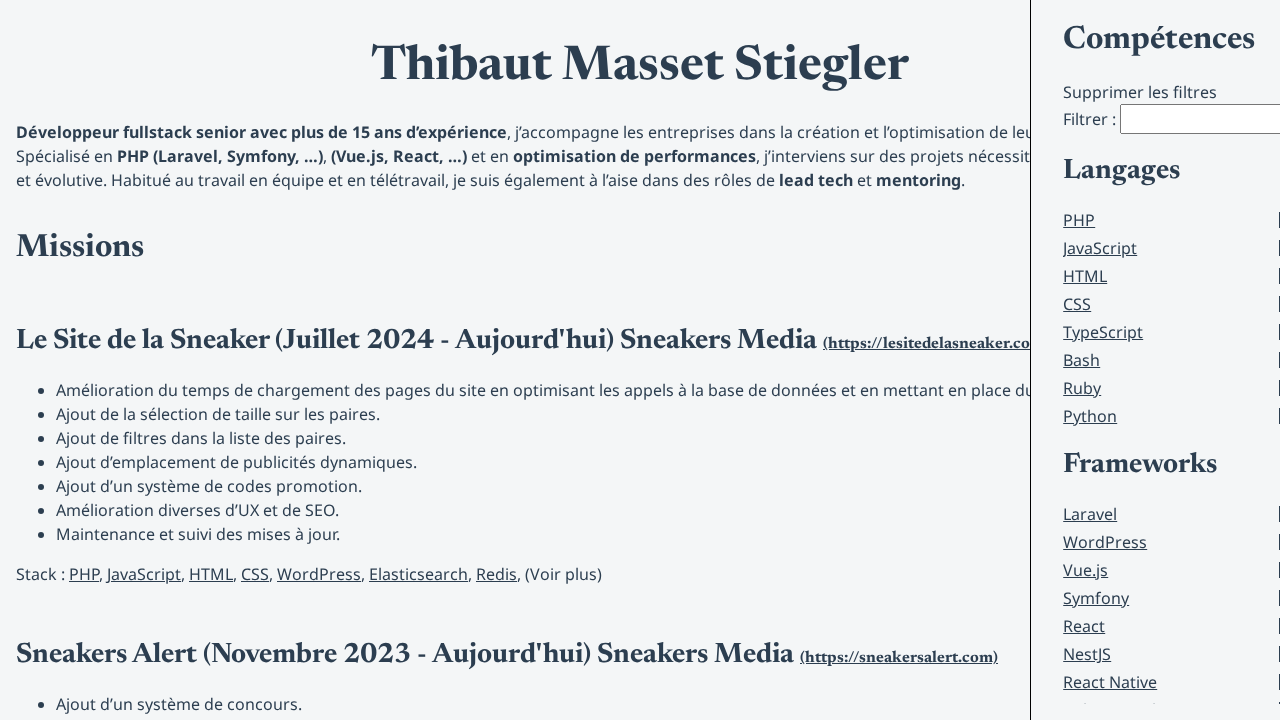 Thibaut Masset Stiegler
Développeur fullstack senior avec plus de 15 ans d’expérience, j’accompagne les entreprises dans la création et l’optimisation de
Spécialisé en PHP (Laravel, Symfony, ...), (Vue.js, React, ...) et en optimisation de performances, j’interviens sur des projets
et évolutive. Habitué au travail en équipe et en télétravail, je suis également à l’aise dans des rôles de lead tech et mentoring.
Missions
Le Site de la Sneaker (Juillet 2024 - Aujourd'hui) Sneakers Media (https://lesitedelasneaker.co
Amélioration du temps de chargement des pages du site en optimisant les appels à la base de données et en mettant en place
Ajout de la sélection de taille sur les paires.
Ajout de filtres dans la liste des paires.
Ajout d’emplacement de publicités dynamiques.
Ajout d’un système de codes promotion.
Amélioration diverses d’UX et de SEO.
Maintenance et suivi des mises à jour.
Stack : PHP, JavaScript, HTML, CSS, WordPress, Elasticsearch, Redis, (Voir plus)
Sneakers Alert (Novembre 2023 - Aujourd'hui) Sneakers Media (https://sneakersalert.com)
Ajout d’un système de concours.
Compétences
Supprimer les filtres
Filtrer :
Langages
PHP
JavaScript
HTML
CSS
TypeScript
Bash
Ruby
Python
Frameworks
Laravel
WordPress
Vue.js
Symfony
React
NestJS
React Native